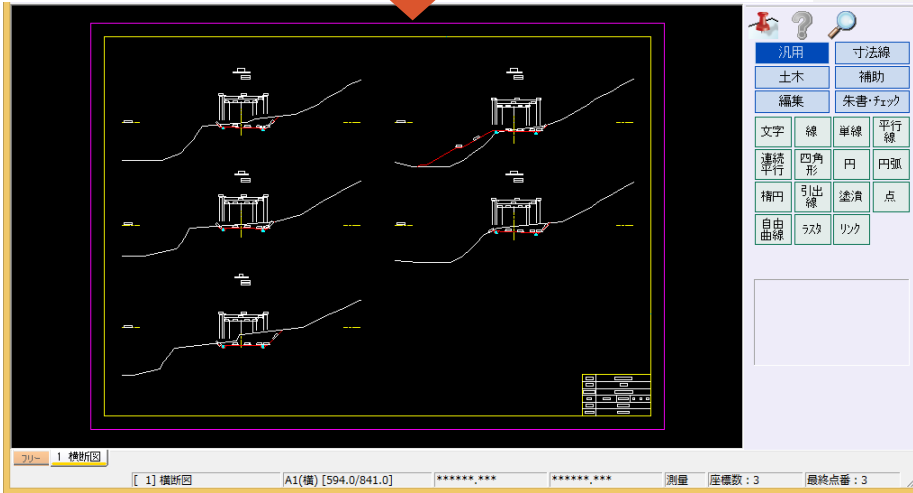 汎用 寸法線
土木 補助
編集 朱書・チェック
文字 線 単線 平行線
連続平行 四角形 円 円弧
楕円 引出線 塗潰 点
自由曲線 ラスタ リンク
フリー 1 横断図
[ 1] 横断図 A1(横) [594.0/841.0] ******.*** ******.*** 測量 座標数：3 最終点番：3